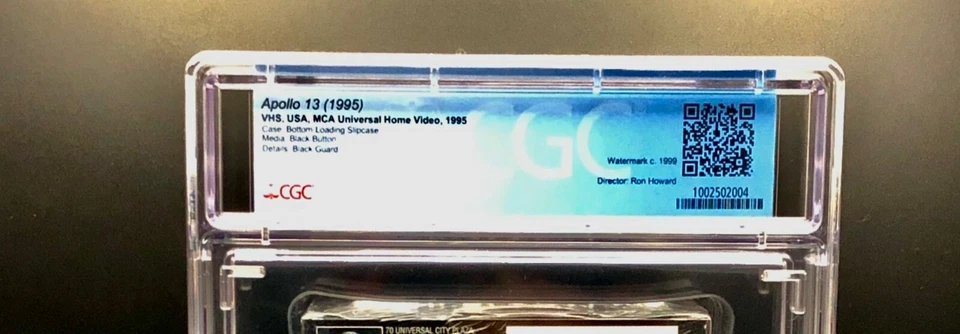 Apollo 13 (1995)
VHS, USA, MCA Universal Home Video, 1995
Case: Bottom Loading Slipcase
Media: Black Button
Details: Black Guard
CGC
CGC
Watermark c. 1999
Director: Ron Howard
1002502004
70 UNIVERSAL CITY PLAZA